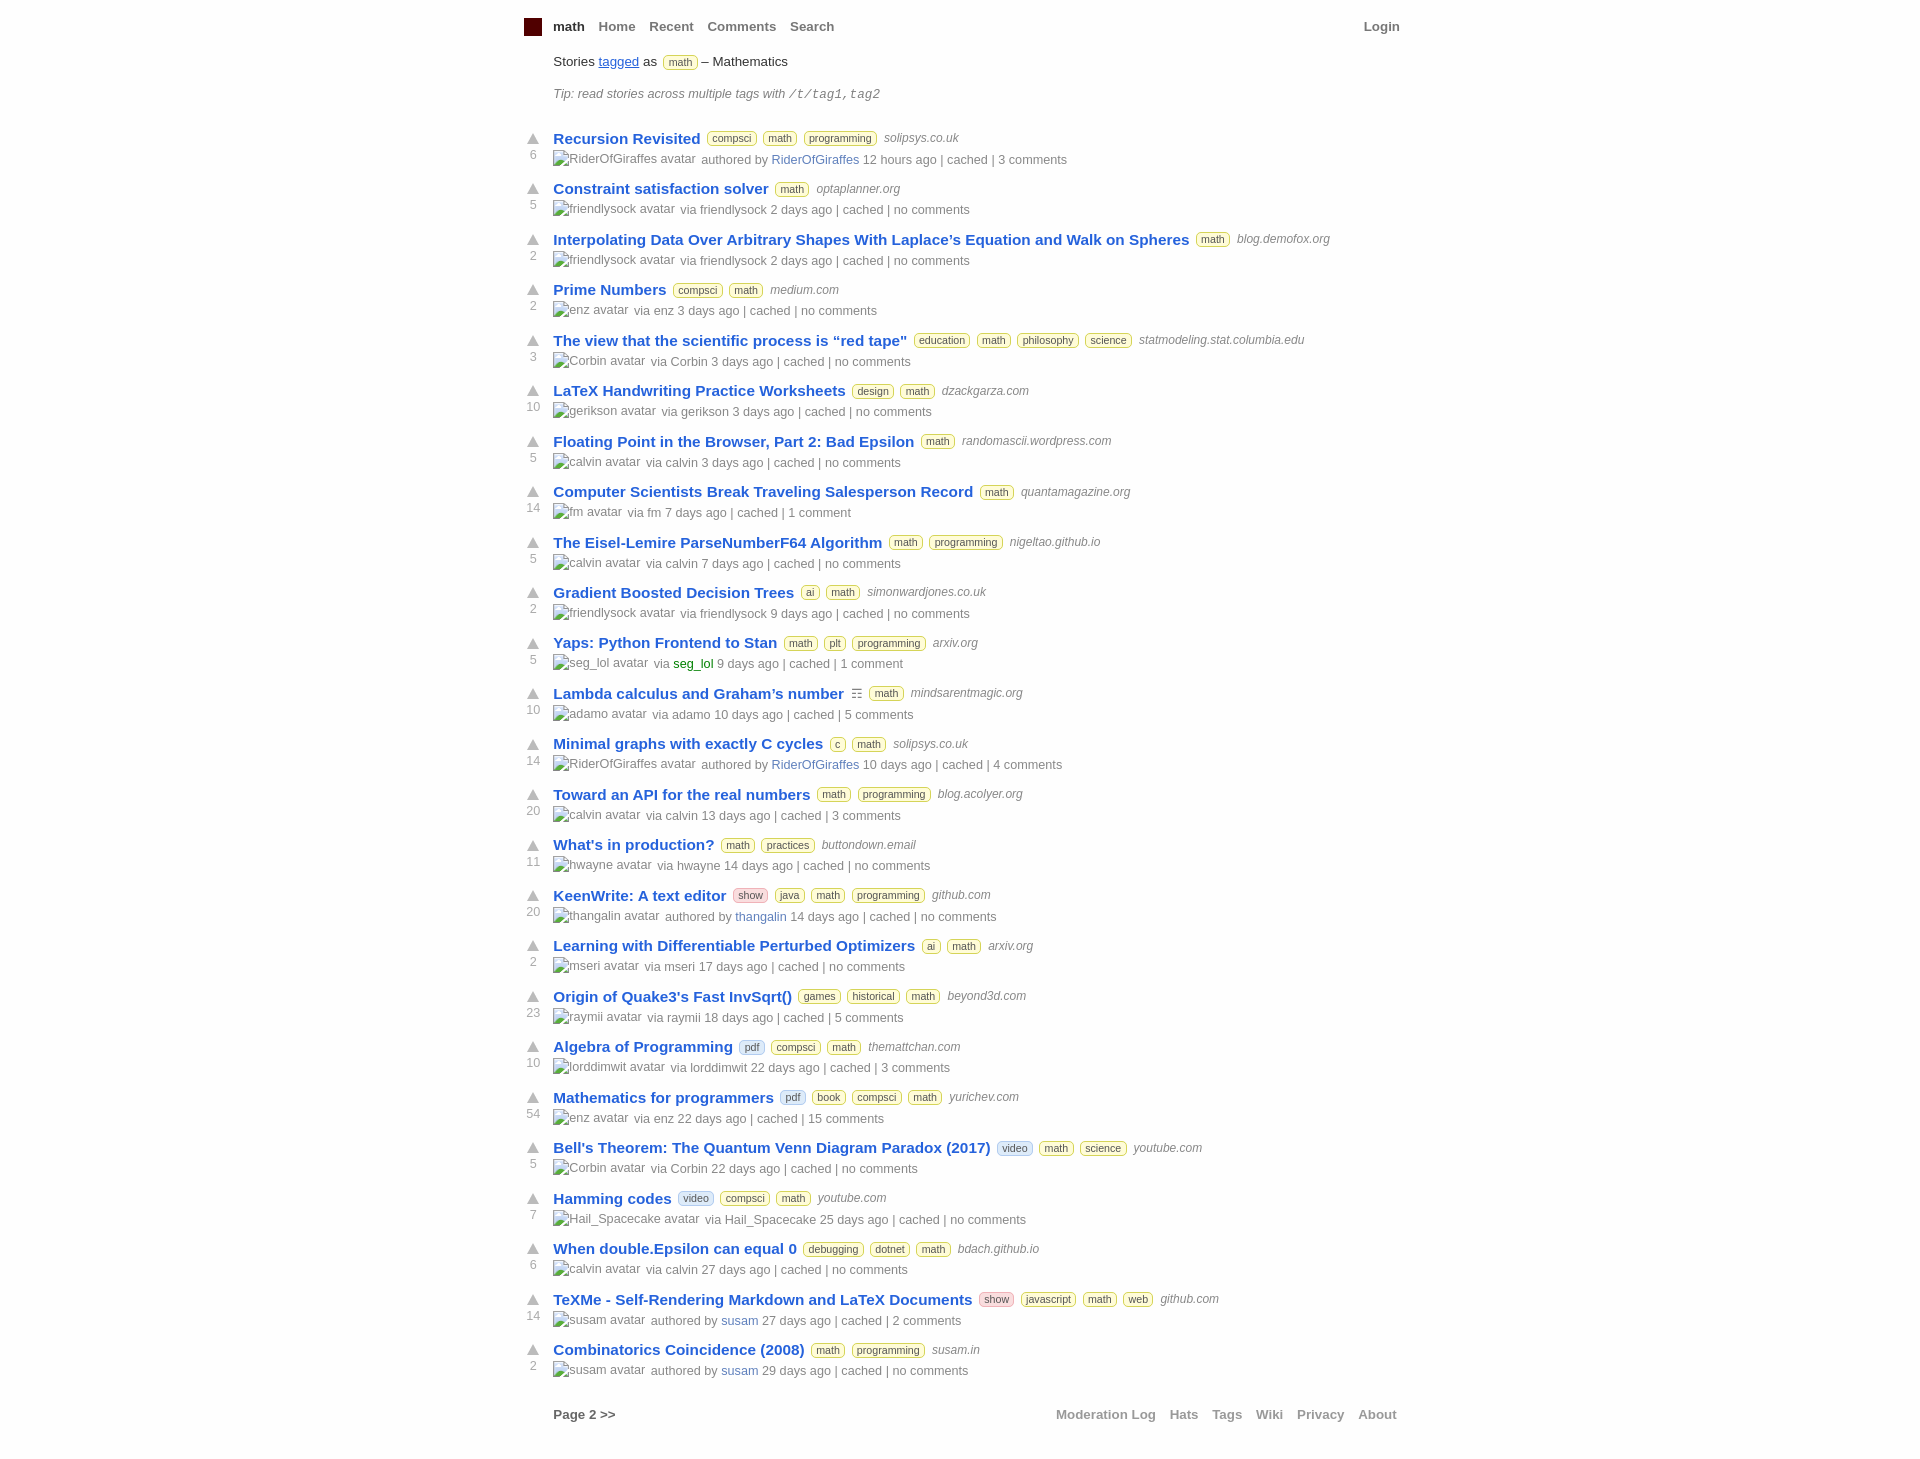 math Home Recent Comments Search Login
Stories tagged as math – Mathematics
Tip: read stories across multiple tags with /t/tag1,tag2
Recursion Revisited compsci math programming solipsys.co.uk
6 RiderOfGiraffes avatar authored by RiderOfGiraffes 12 hours ago | cached | 3 comments
Constraint satisfaction solver math optaplanner.org
5 friendlysock avatar via friendlysock 2 days ago | cached | no comments
Interpolating Data Over Arbitrary Shapes With Laplace’s Equation and Walk on Spheres math blog.demofox.org
2 friendlysock avatar via friendlysock 2 days ago | cached | no comments
Prime Numbers compsci math medium.com
2 enz avatar via enz 3 days ago | cached | no comments
The view that the scientific process is “red tape" education math philosophy science statmodeling.stat.columbia.edu
3 Corbin avatar via Corbin 3 days ago | cached | no comments
LaTeX Handwriting Practice Worksheets design math dzackgarza.com
10 gerikson avatar via gerikson 3 days ago | cached | no comments
Floating Point in the Browser, Part 2: Bad Epsilon math randomascii.wordpress.com
5 calvin avatar via calvin 3 days ago | cached | no comments
Computer Scientists Break Traveling Salesperson Record math quantamagazine.org
14 fm avatar via fm 7 days ago | cached | 1 comment
The Eisel-Lemire ParseNumberF64 Algorithm math programming nigeltao.github.io
5 calvin avatar via calvin 7 days ago | cached | no comments
Gradient Boosted Decision Trees ai math simonwardjones.co.uk
2 friendlysock avatar via friendlysock 9 days ago | cached | no comments
Yaps: Python Frontend to Stan math plt programming arxiv.org
5 seg_lol avatar via seg_lol 9 days ago | cached | 1 comment
Lambda calculus and Graham’s number ☶ math mindsarentmagic.org
10 adamo avatar via adamo 10 days ago | cached | 5 comments
Minimal graphs with exactly C cycles c math solipsys.co.uk
14 RiderOfGiraffes avatar authored by RiderOfGiraffes 10 days ago | cached | 4 comments
Toward an API for the real numbers math programming blog.acolyer.org
20 calvin avatar via calvin 13 days ago | cached | 3 comments
What's in production? math practices buttondown.email
11 hwayne avatar via hwayne 14 days ago | cached | no comments
KeenWrite: A text editor show java math programming github.com
20 thangalin avatar authored by thangalin 14 days ago | cached | no comments
Learning with Differentiable Perturbed Optimizers ai math arxiv.org
2 mseri avatar via mseri 17 days ago | cached | no comments
Origin of Quake3's Fast InvSqrt() games historical math beyond3d.com
23 raymii avatar via raymii 18 days ago | cached | 5 comments
Algebra of Programming pdf compsci math themattchan.com
10 lorddimwit avatar via lorddimwit 22 days ago | cached | 3 comments
Mathematics for programmers pdf book compsci math yurichev.com
54 enz avatar via enz 22 days ago | cached | 15 comments
Bell's Theorem: The Quantum Venn Diagram Paradox (2017) video math science youtube.com
5 Corbin avatar via Corbin 22 days ago | cached | no comments
Hamming codes video compsci math youtube.com
7 Hail_Spacecake avatar via Hail_Spacecake 25 days ago | cached | no comments
When double.Epsilon can equal 0 debugging dotnet math bdach.github.io
6 calvin avatar via calvin 27 days ago | cached | no comments
TeXMe - Self-Rendering Markdown and LaTeX Documents show javascript math web github.com
14 susam avatar authored by susam 27 days ago | cached | 2 comments
Combinatorics Coincidence (2008) math programming susam.in
2 susam avatar authored by susam 29 days ago | cached | no comments
Page 2 >> Moderation Log Hats Tags Wiki Privacy About